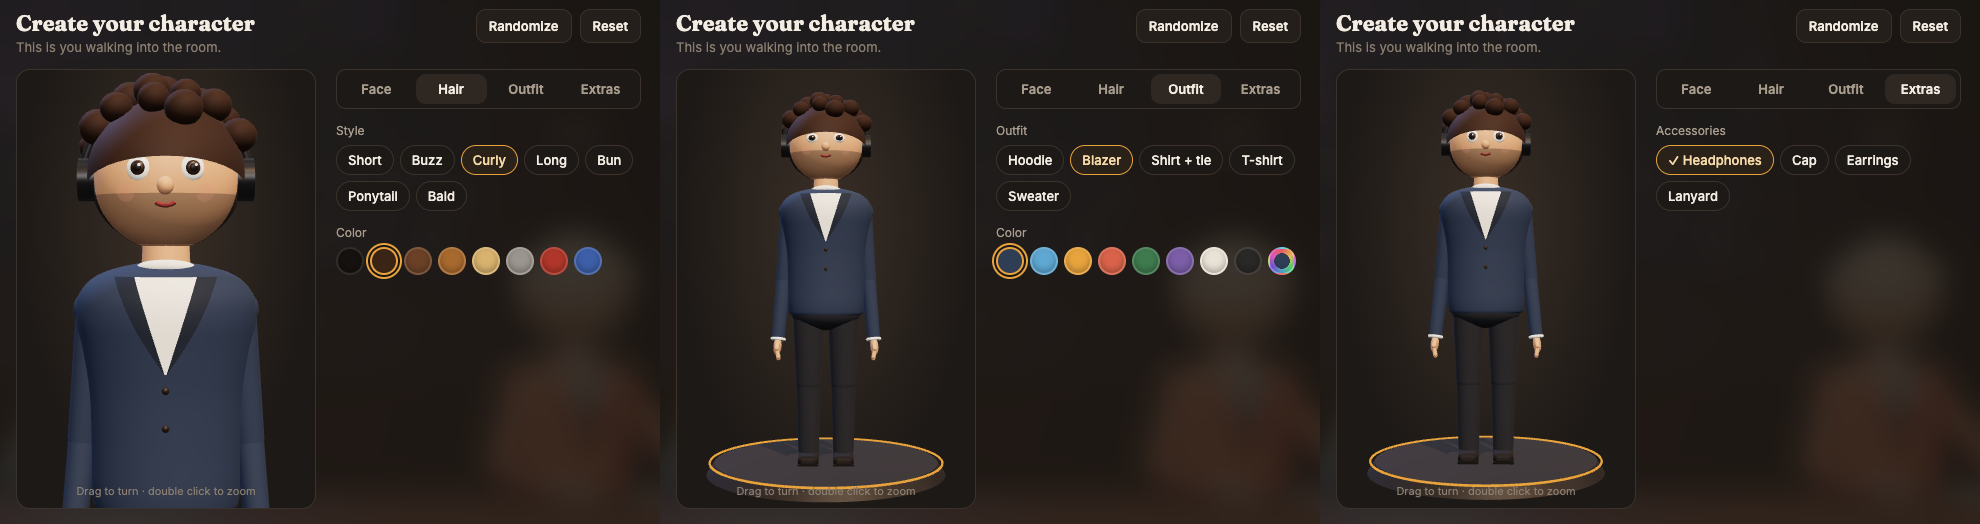 Create your character
This is you walking into the room.
Randomize
Reset
Face
Hair
Outfit
Extras
Style
Short
Buzz
Curly
Long
Bun
Ponytail
Bald
Color
Drag to turn · double click to zoom
Create your character
This is you walking into the room.
Randomize
Reset
Face
Hair
Outfit
Extras
Outfit
Hoodie
Blazer
Shirt + tie
T-shirt
Sweater
Color
Drag to turn · double click to zoom
Create your character
This is you walking into the room.
Randomize
Reset
Face
Hair
Outfit
Extras
Accessories
✓ Headphones
Cap
Earrings
Lanyard
Drag to turn · double click to zoom